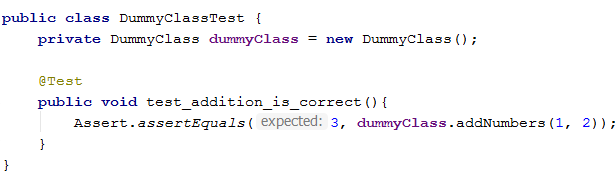 public class DummyClassTest {
private DummyClass dummyClass = new DummyClass();
@Test
public void test_addition_is_correct(){
Assert.assertEquals( expected: 3, dummyClass.addNumbers(1, 2));
}
}